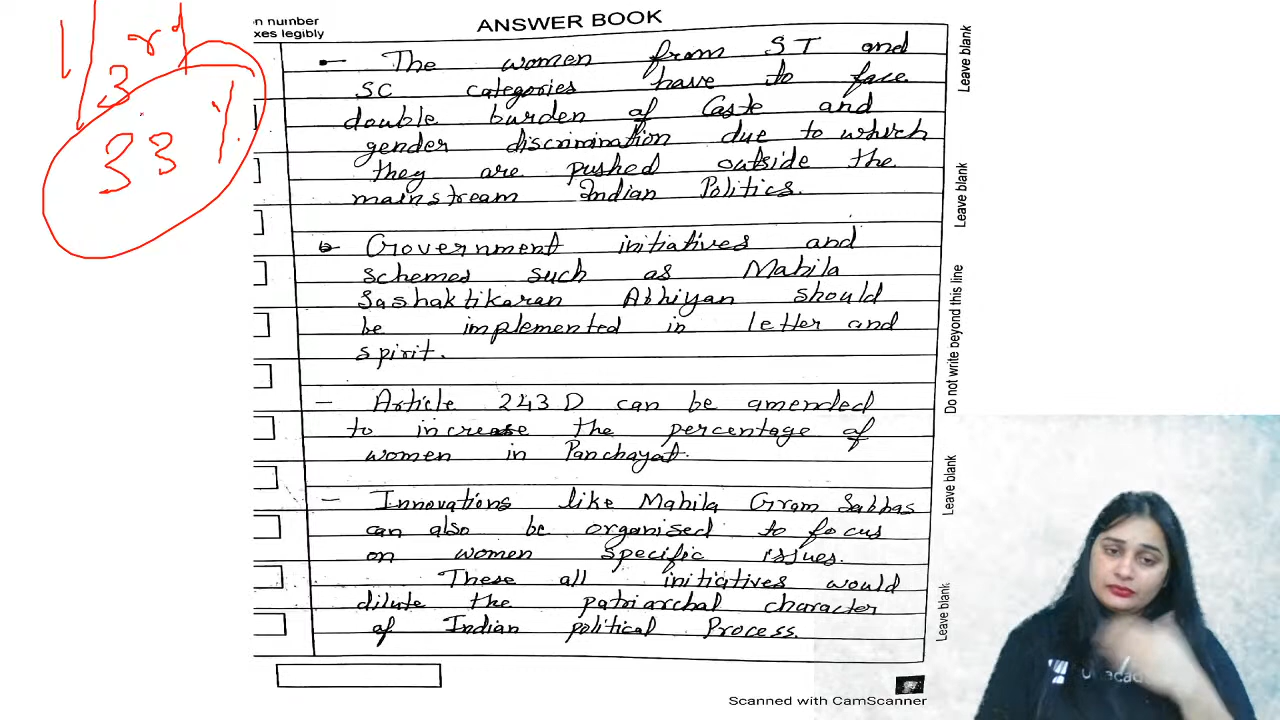 1/3rd
33%
on number
xes legibly
ANSWER BOOK
- The women from ST and
SC categories have to face
double burden of Caste and
gender discrimination due to which
they are pushed outside the
mainstream Indian Politics.
- Government initiatives and
schemes such as Mahila
Sashaktikaran Abhiyan should
be implemented in letter and
spirit.
- Article 243 D can be amended
to increase the percentage of
women in Panchayat.
- Innovations like Mahila Gram Sabhas
can also be organised to focus
on women specific issues.
These all initiatives would
dilute the patriarchal character
of Indian political Process.
Leave blank
Leave blank
Do not write beyond this line
Leave blank
Leave blank
Scanned with CamScanner